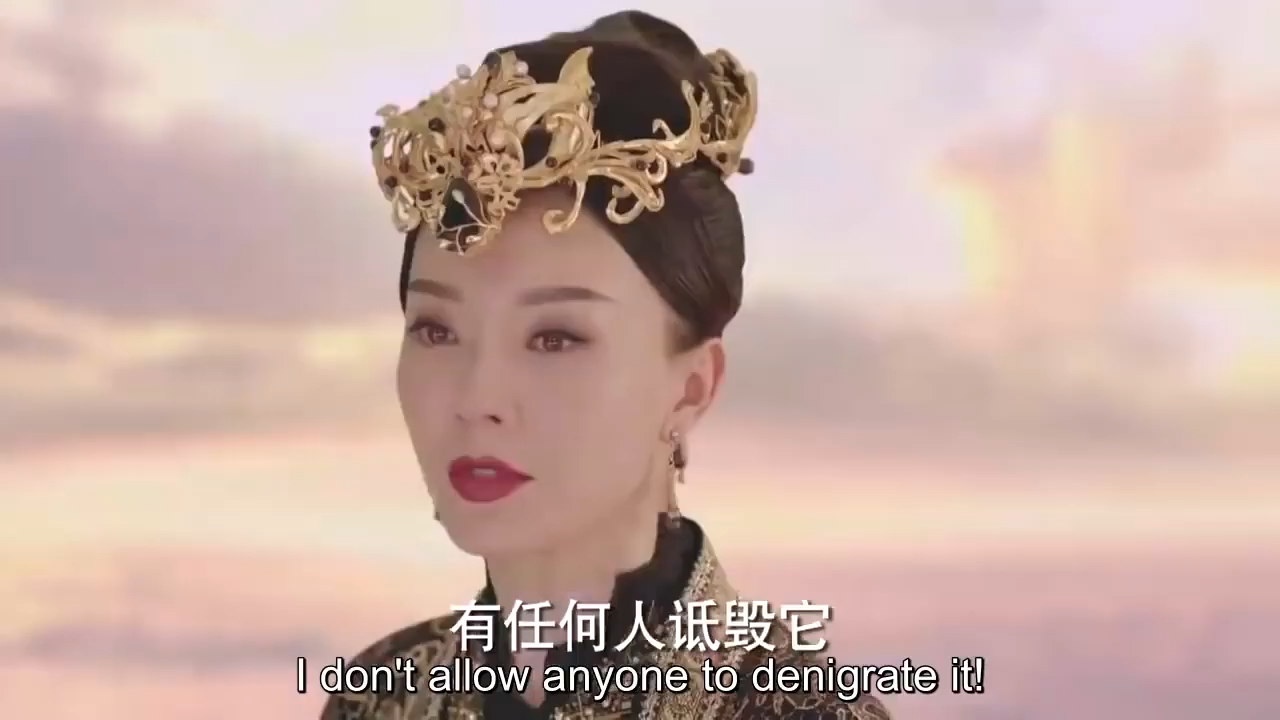 有任何人诋毁它
I don't allow anyone to denigrate it!